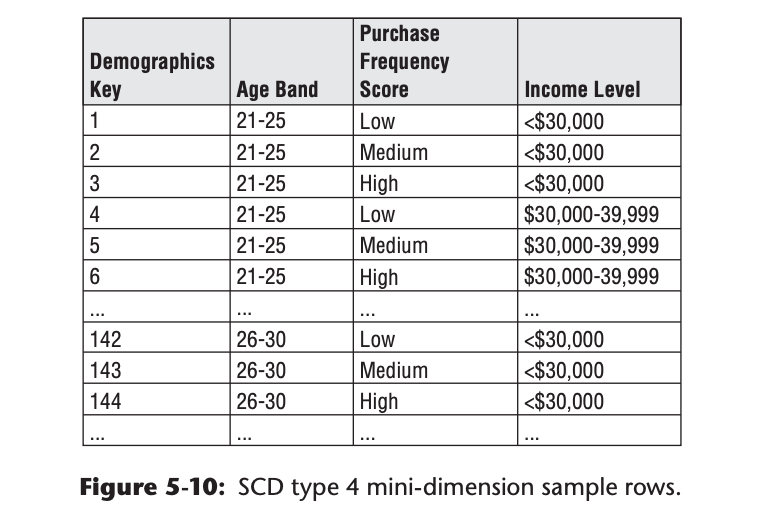 Demographics Key Age Band Purchase Frequency Score Income Level
1 21-25 Low <$30,000
2 21-25 Medium <$30,000
3 21-25 High <$30,000
4 21-25 Low $30,000-39,999
5 21-25 Medium $30,000-39,999
6 21-25 High $30,000-39,999
... ... ... ...
142 26-30 Low <$30,000
143 26-30 Medium <$30,000
144 26-30 High <$30,000
... ... ... ...
Figure 5-10: SCD type 4 mini-dimension sample rows.